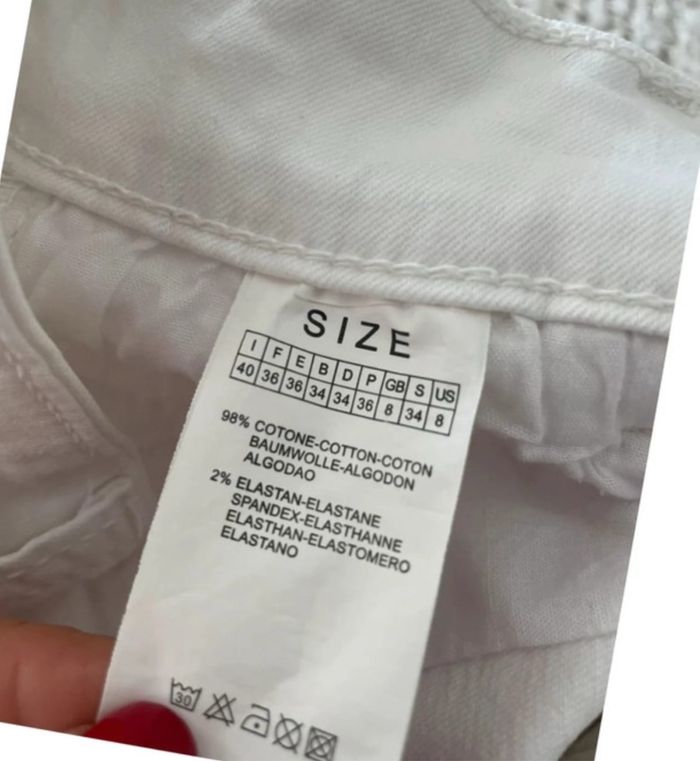 SIZE
I F E B D P GB S US
40 36 36 34 34 36 8 34 8
98% COTONE-COTTON-COTON
BAUMWOLLE-ALGODON
ALGODAO
2% ELASTAN-ELASTANE
SPANDEX-ELASTHANNE
ELASTHAN-ELASTOMERO
ELASTANO
30